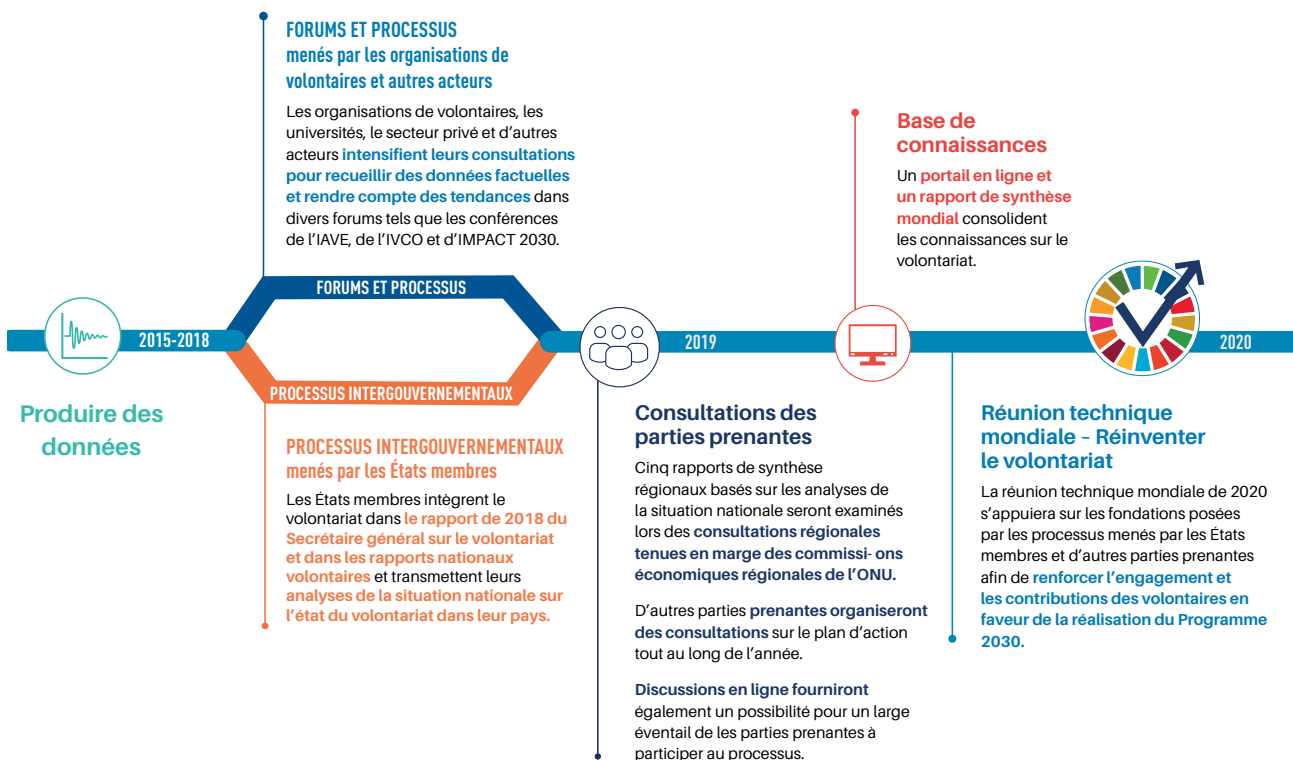 FORUMS ET PROCESSUS
menés par les organisations de
volontaires et autres acteurs
Les organisations de volontaires, les
universités, le secteur privé et d'autres
acteurs intensifient leurs consultations
pour recueillir des données factuelles
et rendre compte des tendances dans
divers forums tels que les conférences
de l'IAVE, de l'IVCO et d'IMPACT 2030.
Base de
connaissances
Un portail en ligne et
un rapport de synthèse
mondial consolident
les connaissances sur le
volontariat.
FORUMS ET PROCESSUS
2015-2018
2019
2020
PROCESSUS INTERGOUVERNEMENTAUX
Produire des
données
PROCESSUS INTERGOUVERNEMENTAUX
menés par les États membres
Les États membres intègrent le
volontariat dans le rapport de 2018 du
Secrétaire général sur le volontariat
et dans les rapports nationaux
volontaires et transmettent leurs
analyses de la situation nationale sur
l'état du volontariat dans leur pays.
Consultations des
parties prenantes
Cinq rapports de synthèse
régionaux basés sur les analyses de
la situation nationale seront examinés
lors des consultations régionales
tenues en marge des commissi- ons
économiques régionales de l'ONU.
D'autres parties prenantes organiseront
des consultations sur le plan d'action
tout au long de l'année.
Discussions en ligne fourniront
également un possibilité pour un large
éventail de les parties prenantes à
participer au processus.
Réunion technique
mondiale – Réinventer
le volontariat
La réunion technique mondiale de 2020
s'appuiera sur les fondations posées
par les processus menés par les États
membres et d'autres parties prenantes
afin de renforcer l'engagement et
les contributions des volontaires en
faveur de la réalisation du Programme
2030.